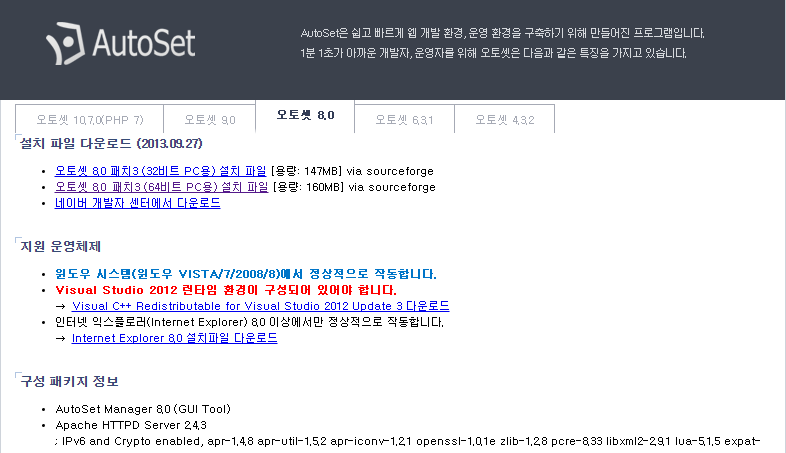 AutoSet
AutoSet은 쉽고 빠르게 웹 개발 환경, 운영 환경을 구축하기 위해 만들어진 프로그램입니다.
1분 1초가 아까운 개발자, 운영자를 위해 오토셋은 다음과 같은 특징을 가지고 있습니다.
오토셋 10.7.0(PHP 7)
오토셋 9.0
오토셋 8.0
오토셋 6.3.1
오토셋 4.3.2
설치 파일 다운로드 (2013.09.27)
• 오토셋 8.0 패치3 (32비트 PC용) 설치 파일 [용량: 147MB] via sourceforge
• 오토셋 8.0 패치3 (64비트 PC용) 설치 파일 [용량: 160MB] via sourceforge
• 네이버 개발자 센터에서 다운로드
지원 운영체제
• 윈도우 시스템(윈도우 VISTA/7/2008/8)에서 정상적으로 작동합니다.
• Visual Studio 2012 런타임 환경이 구성되어 있어야 합니다.
→ Visual C++ Redistributable for Visual Studio 2012 Update 3 다운로드
• 인터넷 익스플로러(Internet Explorer) 8.0 이상에서만 정상적으로 작동합니다.
→ Internet Explorer 8.0 설치파일 다운로드
구성 패키지 정보
• AutoSet Manager 8.0 (GUI Tool)
• Apache HTTPD Server 2.4.3
; IPv6 and Crypto enabled, apr-1.4.8 apr-util-1.5.2 apr-iconv-1.2.1 openssl-1.0.1e zlib-1.2.8 pcre-8.33 libxml2-2.9.1 lua-5.1.5 expat-